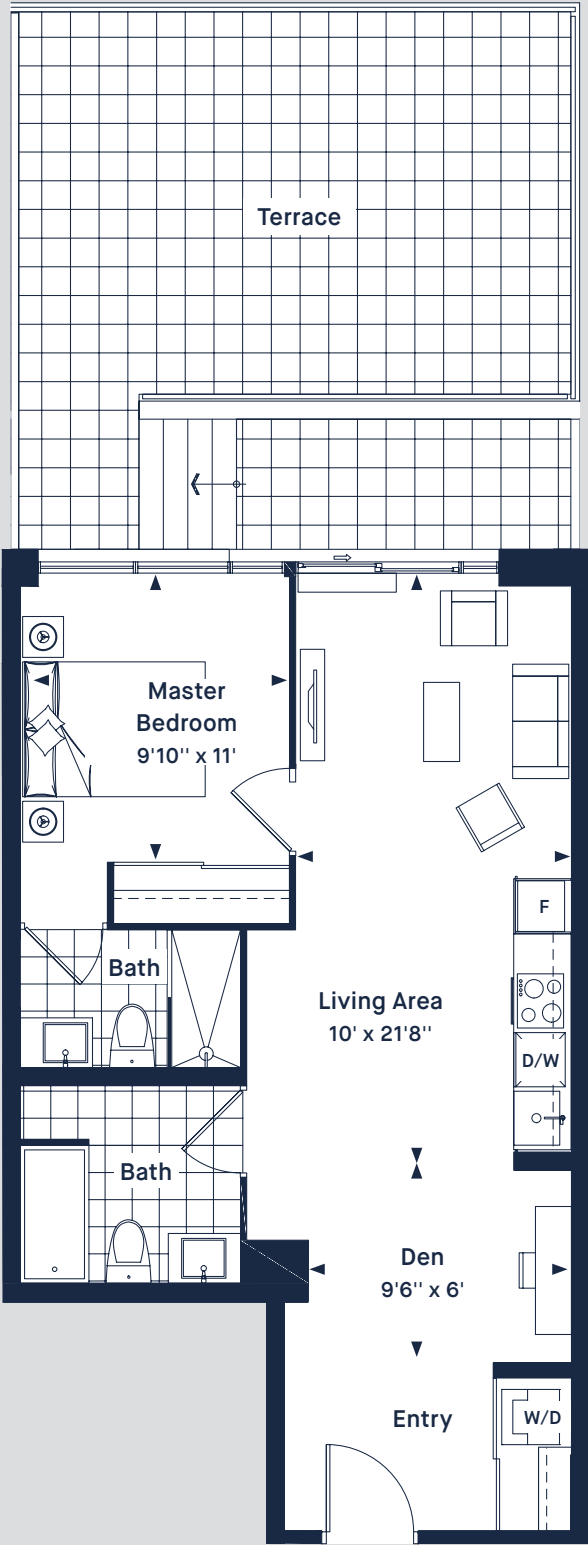 Terrace
Master
Bedroom
9'10'' x 11'
F
Bath
Living Area
10' x 21'8''
D/W
Bath
Den
9'6'' x 6'
Entry
W/D